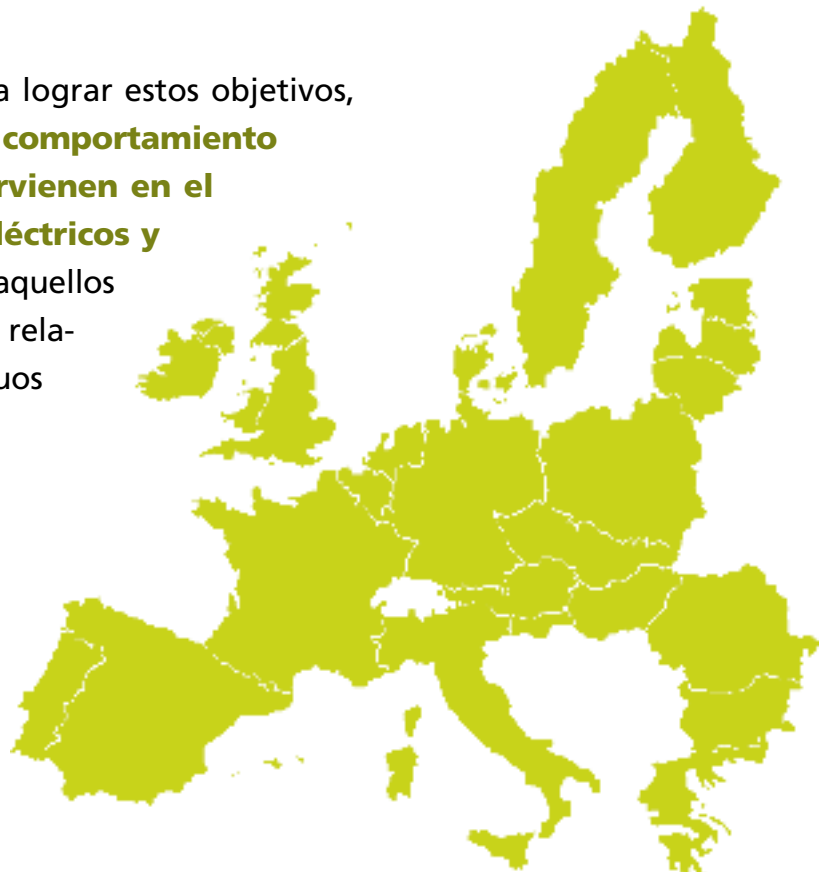 a lograr estos objetivos,
comportamiento
rvienen en el
léctricos y
aquellos
rela-
uos